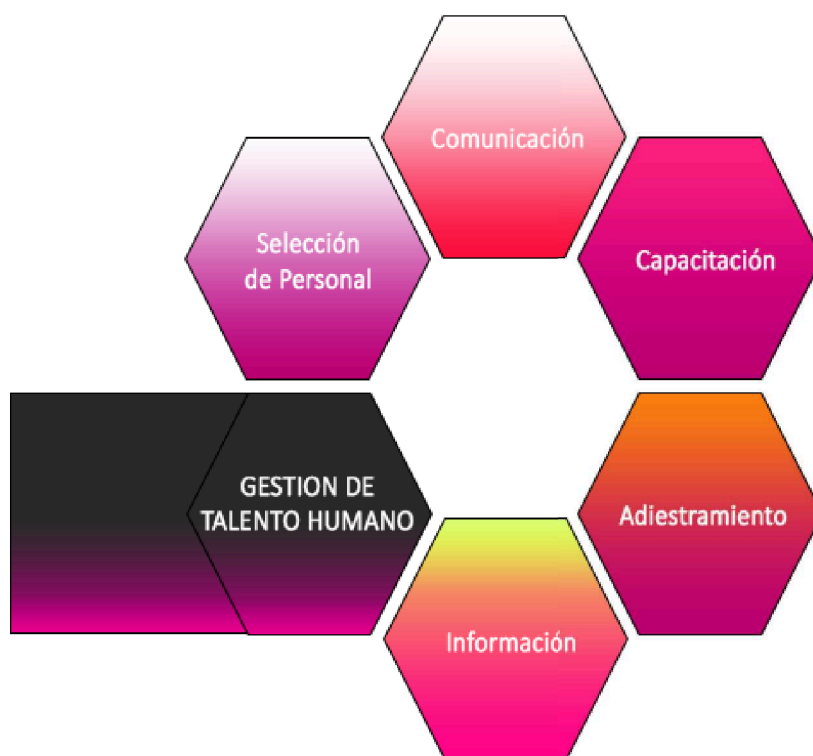 Comunicación
Selección
de Personal
Capacitación
GESTION DE
TALENTO HUMANO
Adiestramiento
Información